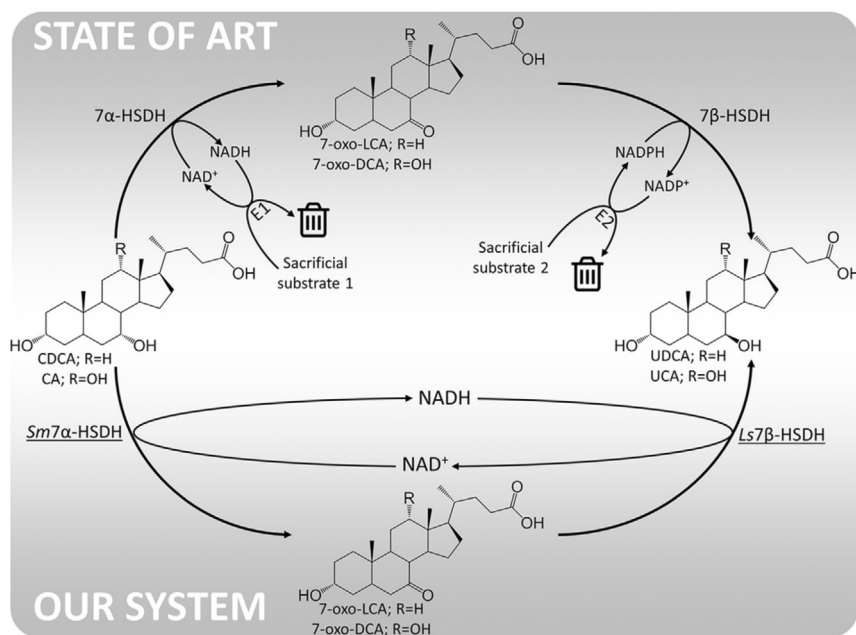 STATE OF ART
R
O
OH
HO
O
7-oxo-LCA; R=H
7-oxo-DCA; R=OH
7α-HSDH
NADH
NAD⁺
E1
Sacrificial
substrate 1
7β-HSDH
NADPH
NADP⁺
E2
Sacrificial
substrate 2
R
O
OH
HO
OH
CDCA; R=H
CA; R=OH
R
O
OH
HO
OH
UDCA; R=H
UCA; R=OH
Sm7α-HSDH
NADH
NAD⁺
Ls7β-HSDH
R
O
OH
HO
O
7-oxo-LCA; R=H
7-oxo-DCA; R=OH
OUR SYSTEM